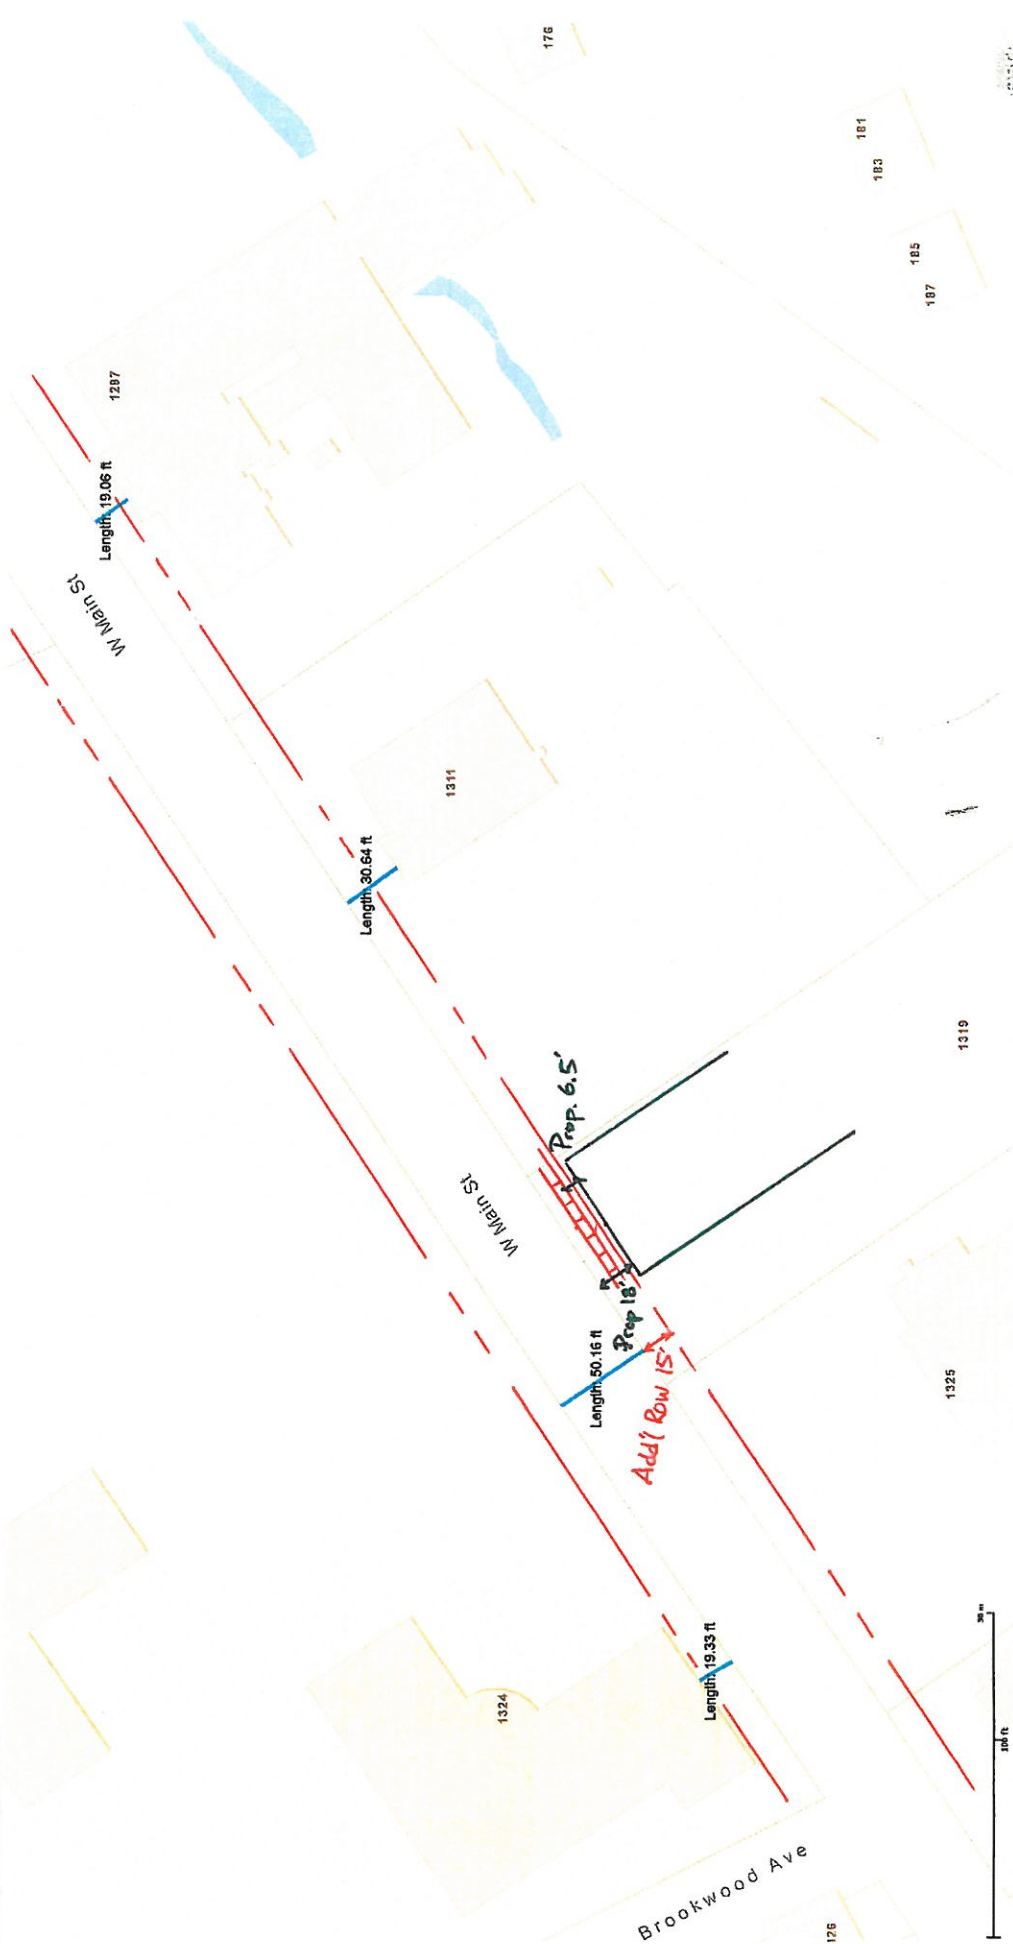 176
181
183
185
187
1287
Length: 19.06 ft
W Main St
1311
Length: 30.64 ft
1319
Prop. 6.5'
W Main St
Prop 18'
Length: 50.16 ft
Add'l Row 15'
1325
1324
Length: 19.33 ft
30 m
100 ft
Brookwood Ave
126